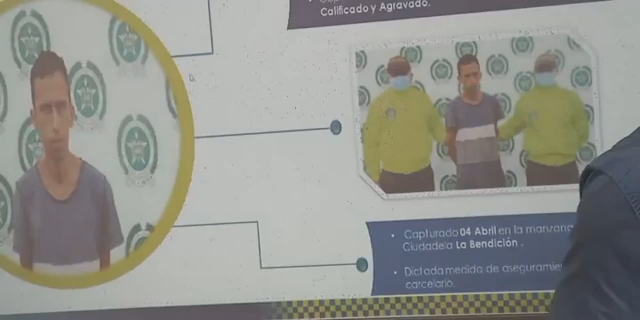 Calificado y Agravado.
• Capturado 04 Abril en la manzana
Ciudadela La Bendición .
• Dictada medida de aseguramie
carcelario.